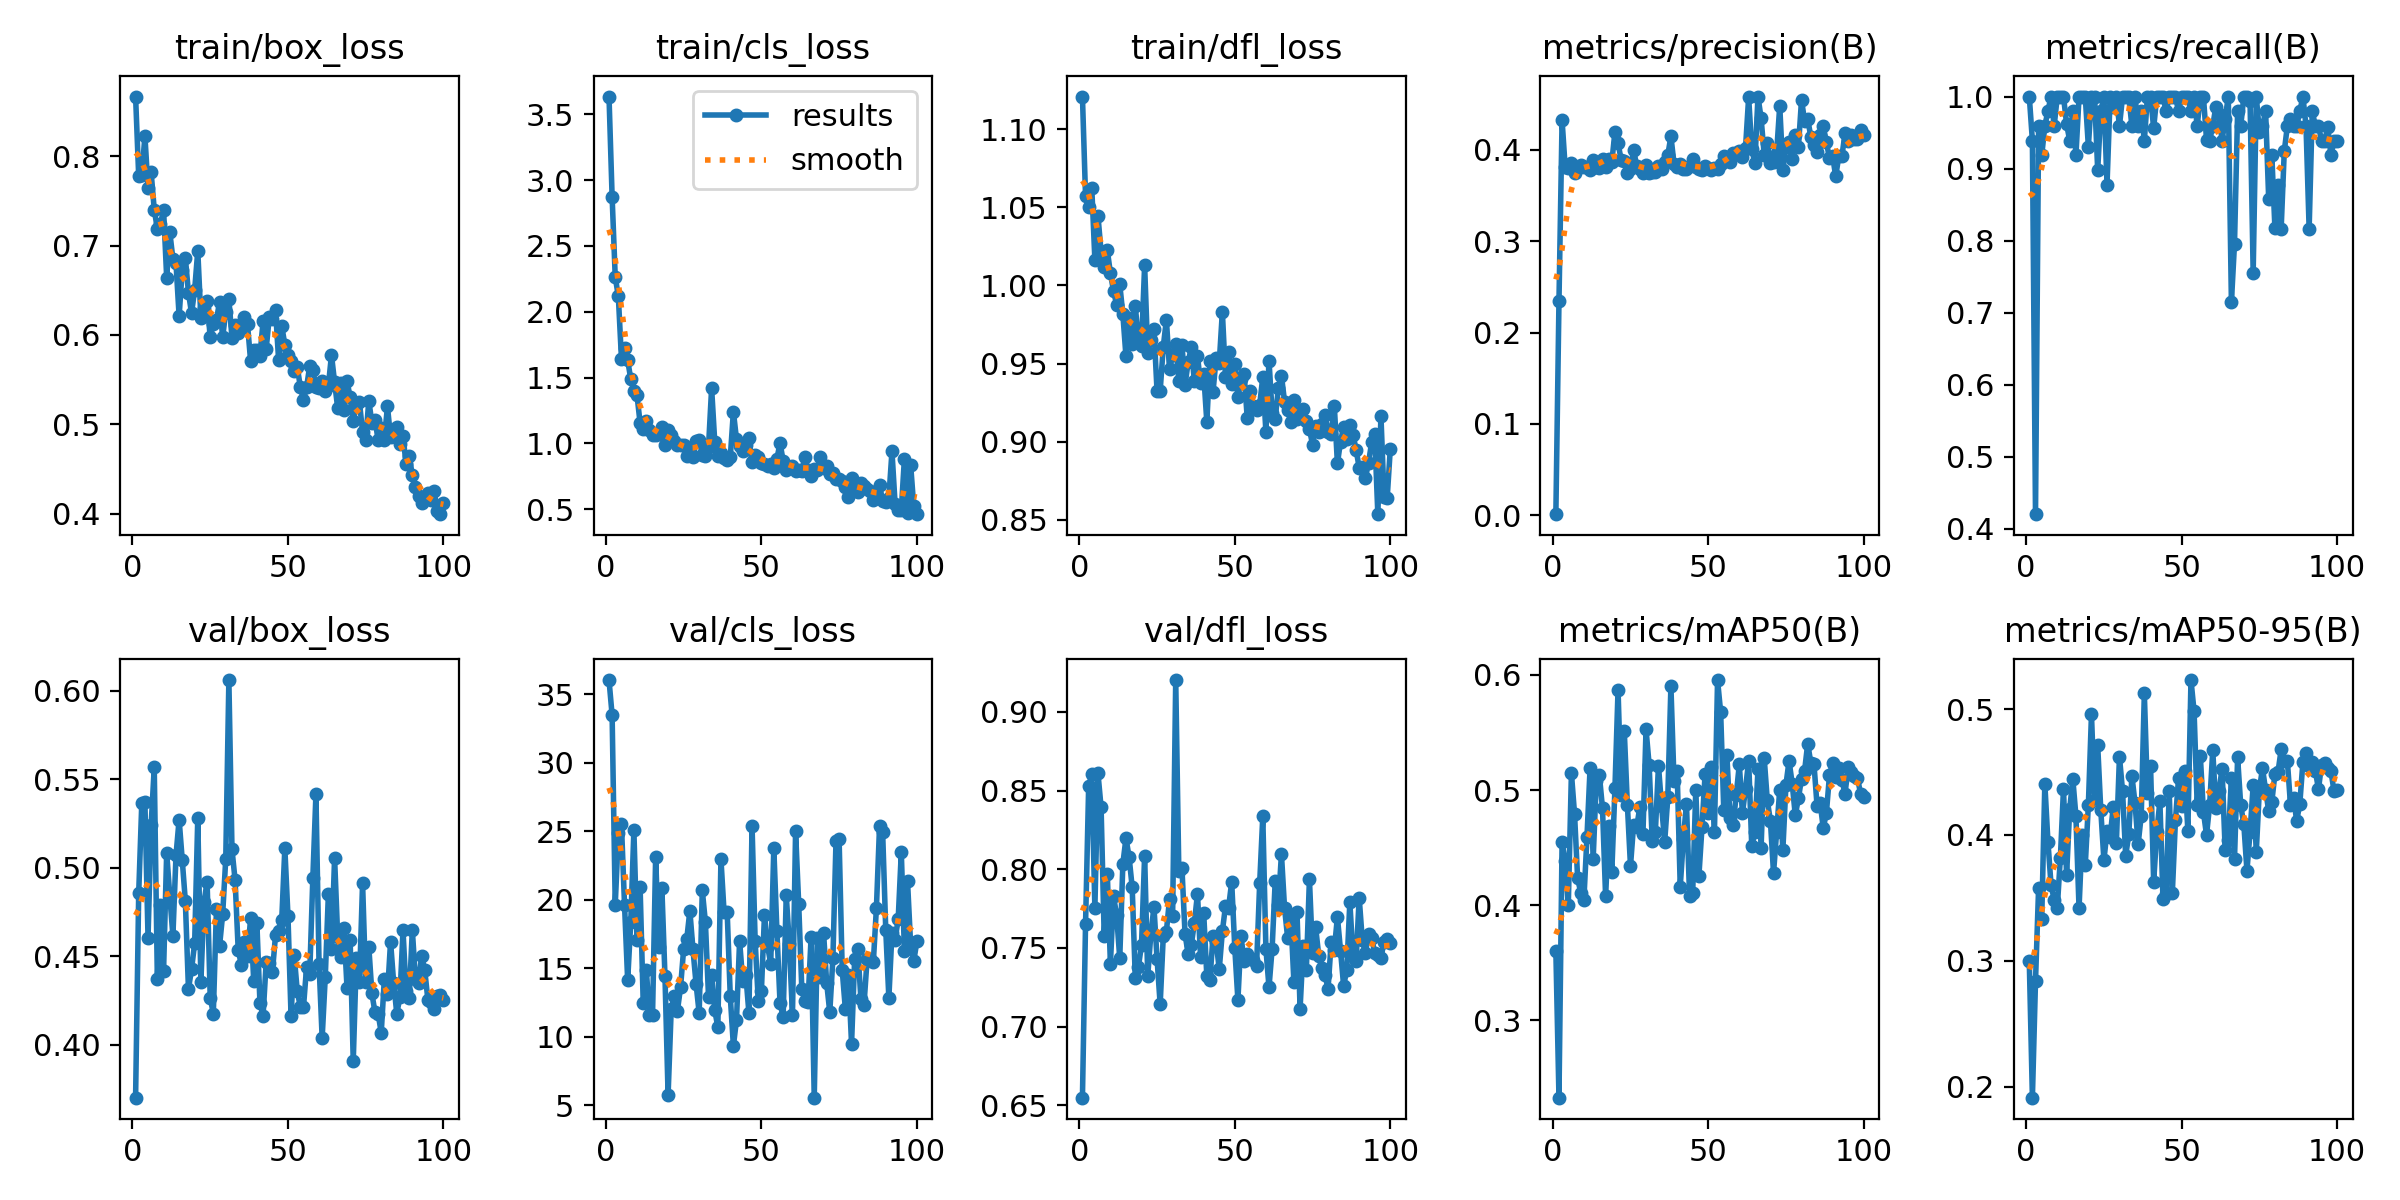 train/box_loss
train/cls_loss
train/dfl_loss
metrics/precision(B)
metrics/recall(B)
0.8
0.7
0.6
0.5
0.4
0 50 100
results
smooth
3.5
3.0
2.5
2.0
1.5
1.0
0.5
0 50 100
1.10
1.05
1.00
0.95
0.90
0.85
0 50 100
0.4
0.3
0.2
0.1
0.0
0 50 100
1.0
0.9
0.8
0.7
0.6
0.5
0.4
0 50 100
val/box_loss
val/cls_loss
val/dfl_loss
metrics/mAP50(B)
metrics/mAP50-95(B)
0.60
0.55
0.50
0.45
0.40
0 50 100
35
30
25
20
15
10
5
0 50 100
0.90
0.85
0.80
0.75
0.70
0.65
0 50 100
0.6
0.5
0.4
0.3
0 50 100
0.5
0.4
0.3
0.2
0 50 100